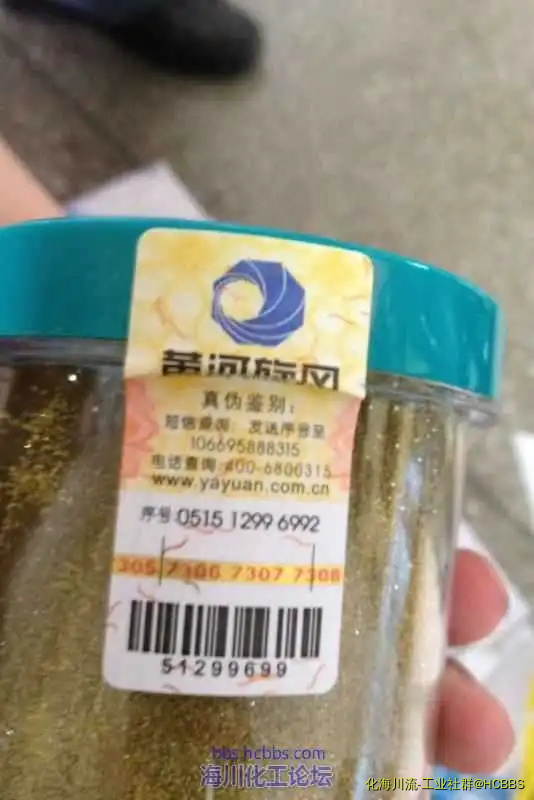 黄河旋风
真伪鉴别：
短信查询：发送序号至
106695888315
电话查询：400-6800315
www.yayuan.com.cn
序号 0515 1299 6992
305 7306 7307 7308
51299699
bbs.hcbbs.com
海川化工论坛
化海川流-工业社群@HCBBS